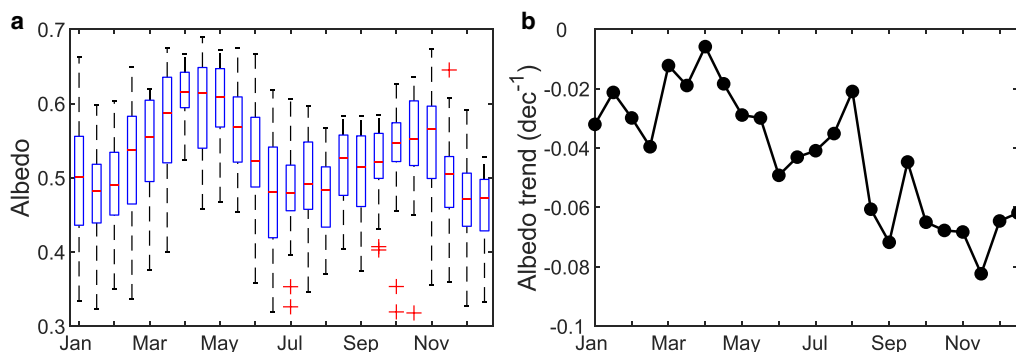 a
Albedo
0.7
0.6
0.5
0.4
0.3
Jan Mar May Jul Sep Nov
b
Albedo trend (dec⁻¹)
0
-0.02
-0.04
-0.06
-0.08
-0.1
Jan Mar May Jul Sep Nov